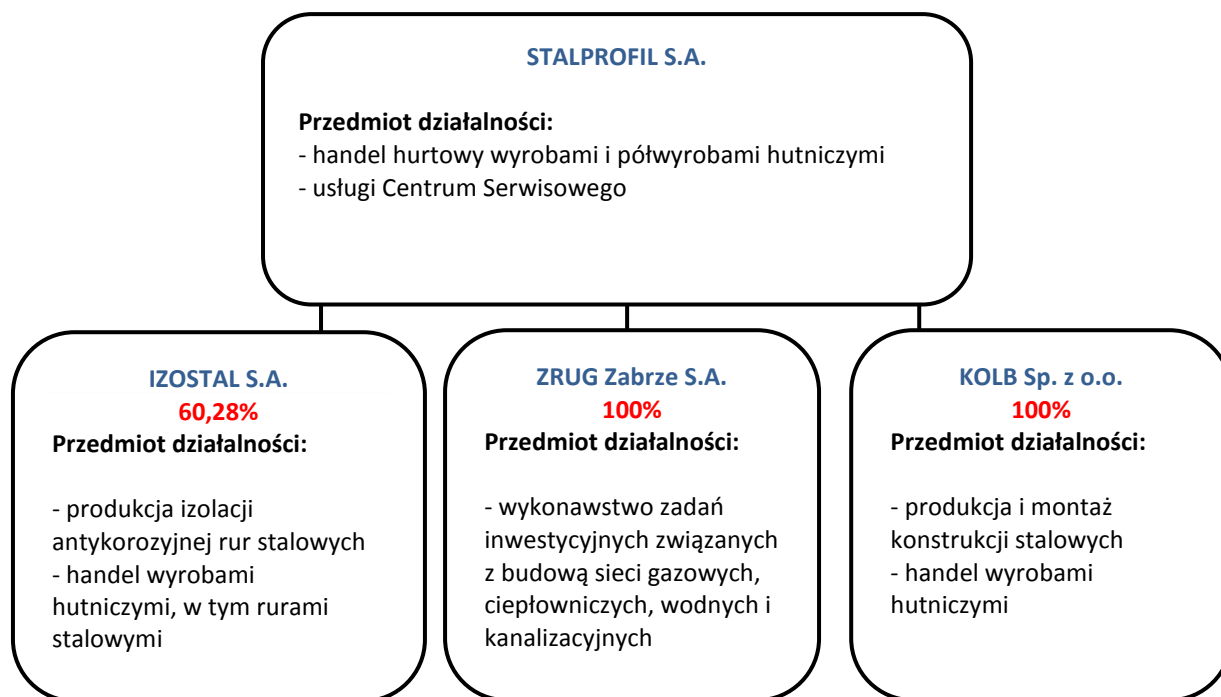 STALPROFIL S.A.
Przedmiot działalności:
- handel hurtowy wyrobami i półwyrobami hutniczymi
- usługi Centrum Serwisowego
IZOSTAL S.A.
60,28%
Przedmiot działalności:
- produkcja izolacji
antykorozyjnej rur stalowych
- handel wyrobami
hutniczymi, w tym rurami
stalowymi
ZRUG Zabrze S.A.
100%
Przedmiot działalności:
- wykonawstwo zadań
inwestycyjnych związanych
z budową sieci gazowych,
ciepłowniczych, wodnych i
kanalizacyjnych
KOLB Sp. z o.o.
100%
Przedmiot działalności:
- produkcja i montaż
konstrukcji stalowych
- handel wyrobami
hutniczymi